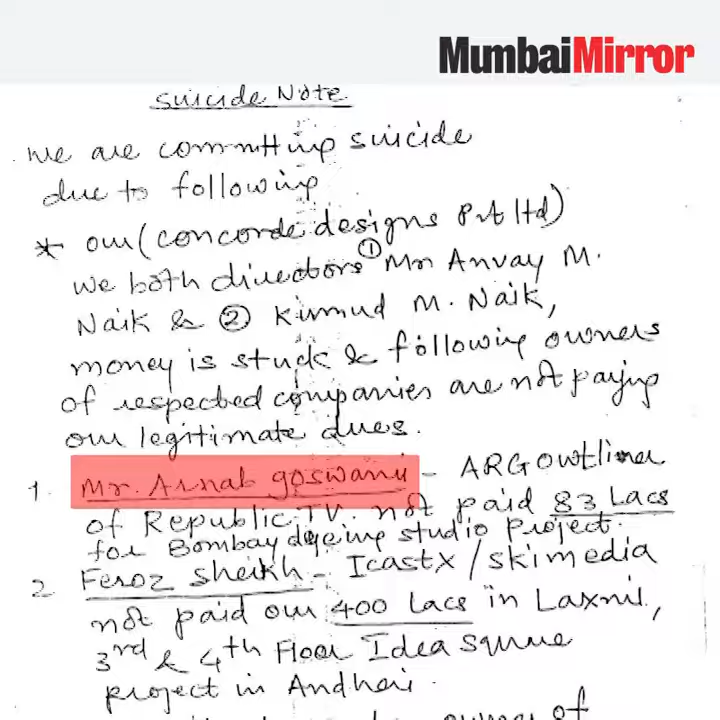 MumbaiMirror
Suicide Note
We are committing suicide
due to following
* our (concorde designs Pvt ltd)
we both directors ① Mr Anvay M.
Naik & ② Kumud M. Naik,
money is stuck & following owners
of respected companies are not paying
our legitimate dues.
1. Mr. Arnab goswami - ARG
of Republic TV. not paid 83 Lacs
for Bombay dyeing studio project.
2 Feroz Sheikh - Icastx / skimedia
not paid our 400 lacs in Laxmi,
3rd & 4th Floor Idea square
project in Andheri.
owner of